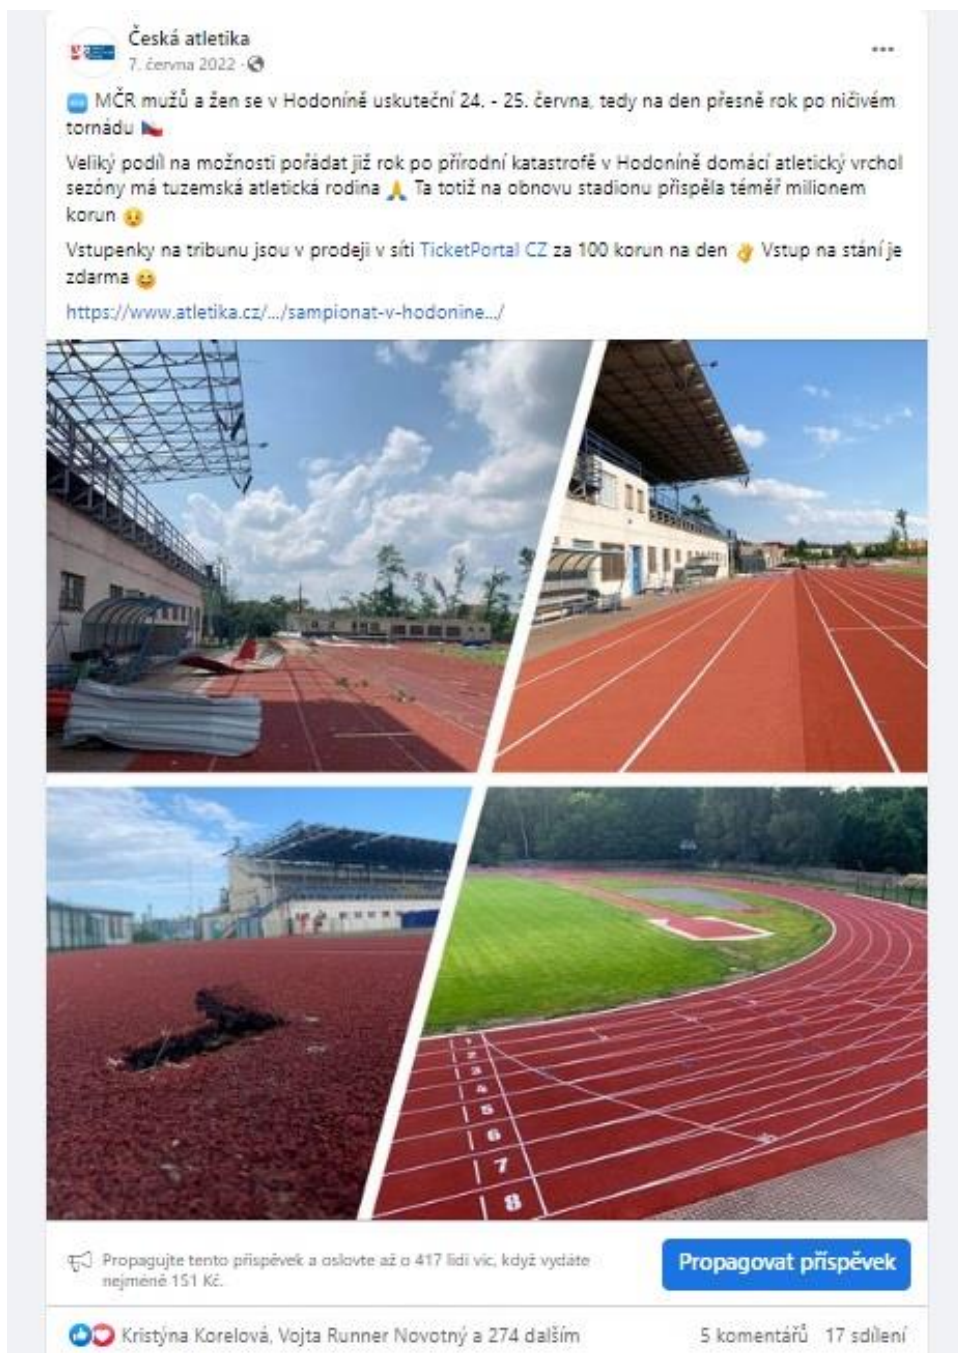 Česká atletika
7. června 2022
MČR mužů a žen se v Hodoníně uskuteční 24. - 25. června, tedy na den přesně rok po ničivém
tornádu
Veliký podíl na možnosti pořádat již rok po přírodní katastrofě v Hodoníně domácí atletický vrchol
sezóny má tuzemská atletická rodina 🙏 Ta totiž na obnovu stadionu přispěla téměř milionem
korun
Vstupenky na tribunu jsou v prodeji v síti TicketPortal CZ za 100 korun na den 👌 Vstup na stání je
zdarma 😊
https://www.atletika.cz/.../sampionat-v-hodonine.../
1
2
3
4
5
6
7
8
Propagujte tento příspěvek a oslovte až o 417 lidí víc, když vydáte
nejméně 151 Kč.
Propagovat příspěvek
Kristýna Korelová, Vojta Runner Novotný a 274 dalším
5 komentářů 17 sdílení